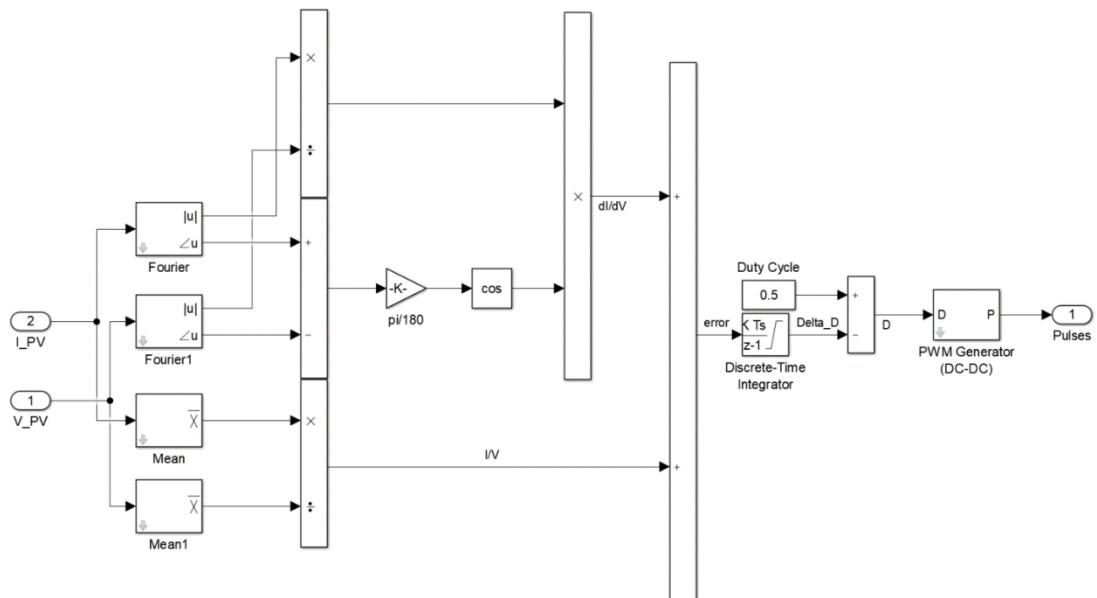 ×
÷
|u|
∠u
Fourier
+
−
|u|
∠u
Fourier1
2
I_PV
1
V_PV
-K-
pi/180
cos
×
dI/dV
+
X
Mean
X
Mean1
×
÷
I/V
+
error
Duty Cycle
0.5
K Ts
z-1
Discrete-Time
Integrator
Delta_D
+
−
D
D
P
PWM Generator
(DC-DC)
1
Pulses